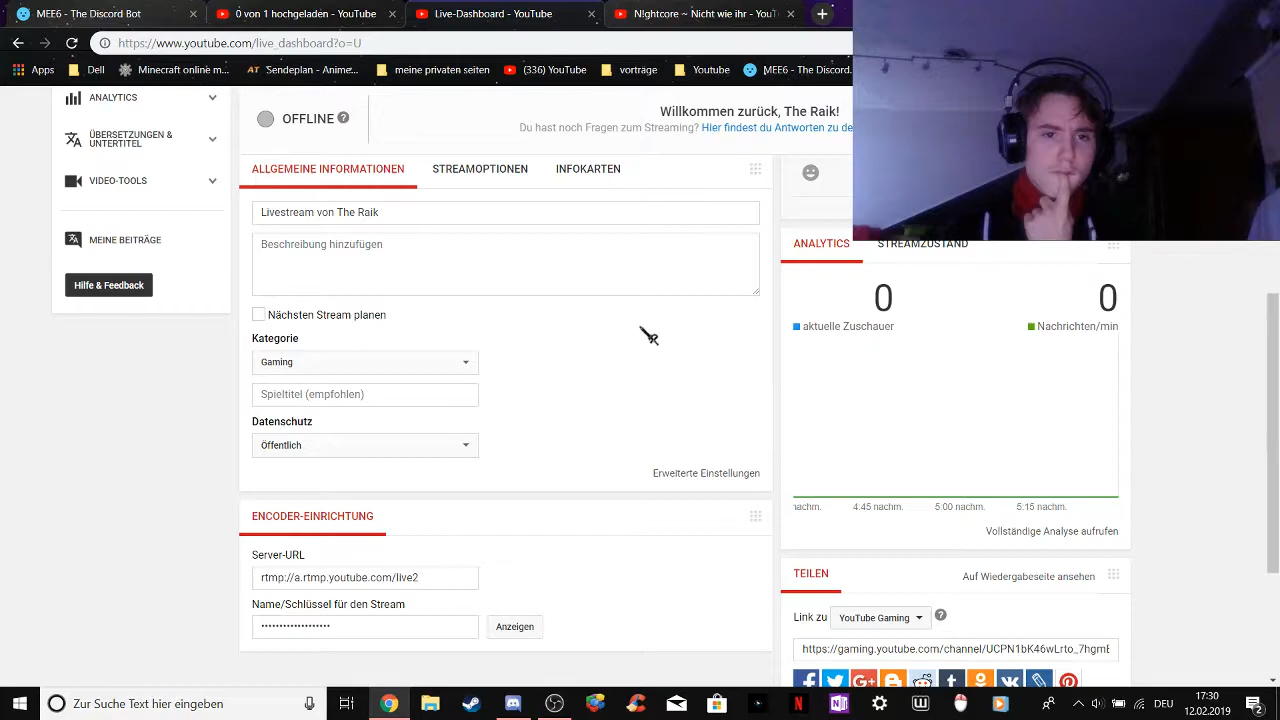 MEE6 - The Discord Bot
0 von 1 hochgeladen - YouTube
Live-Dashboard - YouTube
Nightcore ~ Nicht wie ihr - YouT
https://www.youtube.com/live_dashboard?o=U
Apps
Dell
Minecraft online m...
Sendeplan - Anime...
meine privaten seiten
(336) YouTube
vorträge
Youtube
MEE6 - The Discord...
ANALYTICS
ÜBERSETZUNGEN &
UNTERTITEL
VIDEO-TOOLS
MEINE BEITRÄGE
Hilfe & Feedback
OFFLINE
Willkommen zurück, The Raik!
Du hast noch Fragen zum Streaming? Hier findest du Antworten zu de
ALLGEMEINE INFORMATIONEN
STREAMOPTIONEN
INFOKARTEN
Livestream von The Raik
Beschreibung hinzufügen
Nächsten Stream planen
Kategorie
Gaming
Spieltitel (empfohlen)
Datenschutz
Öffentlich
Erweiterte Einstellungen
ENCODER-EINRICHTUNG
Server-URL
rtmp://a.rtmp.youtube.com/live2
Name/Schlüssel für den Stream
••••••••••••••••••
Anzeigen
ANALYTICS
STREAMZUSTAND
0
0
aktuelle Zuschauer
Nachrichten/min
nachm.
4:45 nachm.
5:00 nachm.
5:15 nachm.
Vollständige Analyse aufrufen
TEILEN
Auf Wiedergabeseite ansehen
Link zu
YouTube Gaming
https://gaming.youtube.com/channel/UCPN1bK46wLrto_7hgmE
Zur Suche Text hier eingeben
DEU
17:30
12.02.2019
2